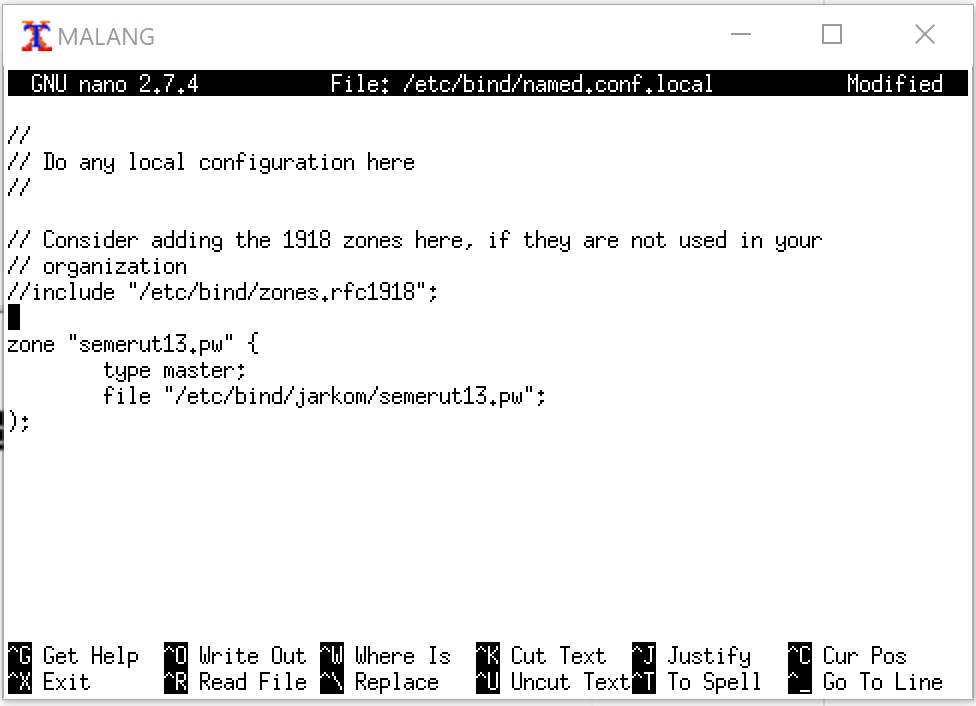 MALANG
GNU nano 2.7.4 File: /etc/bind/named.conf.local Modified
//
// Do any local configuration here
//
// Consider adding the 1918 zones here, if they are not used in your
// organization
//include "/etc/bind/zones.rfc1918";
zone "semerut13.pw" {
type master;
file "/etc/bind/jarkom/semerut13.pw";
);
^G Get Help ^O Write Out ^W Where Is ^K Cut Text ^J Justify ^C Cur Pos
^X Exit ^R Read File ^\ Replace ^U Uncut Text ^T To Spell ^_ Go To Line